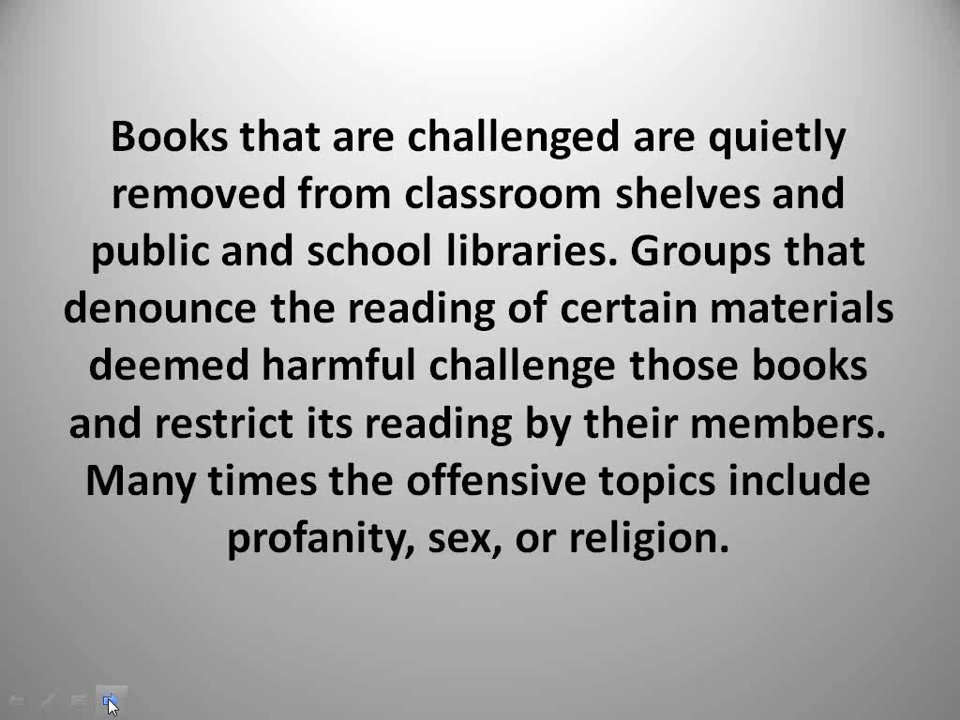 Books that are challenged are quietly
removed from classroom shelves and
public and school libraries. Groups that
denounce the reading of certain materials
deemed harmful challenge those books
and restrict its reading by their members.
Many times the offensive topics include
profanity, sex, or religion.